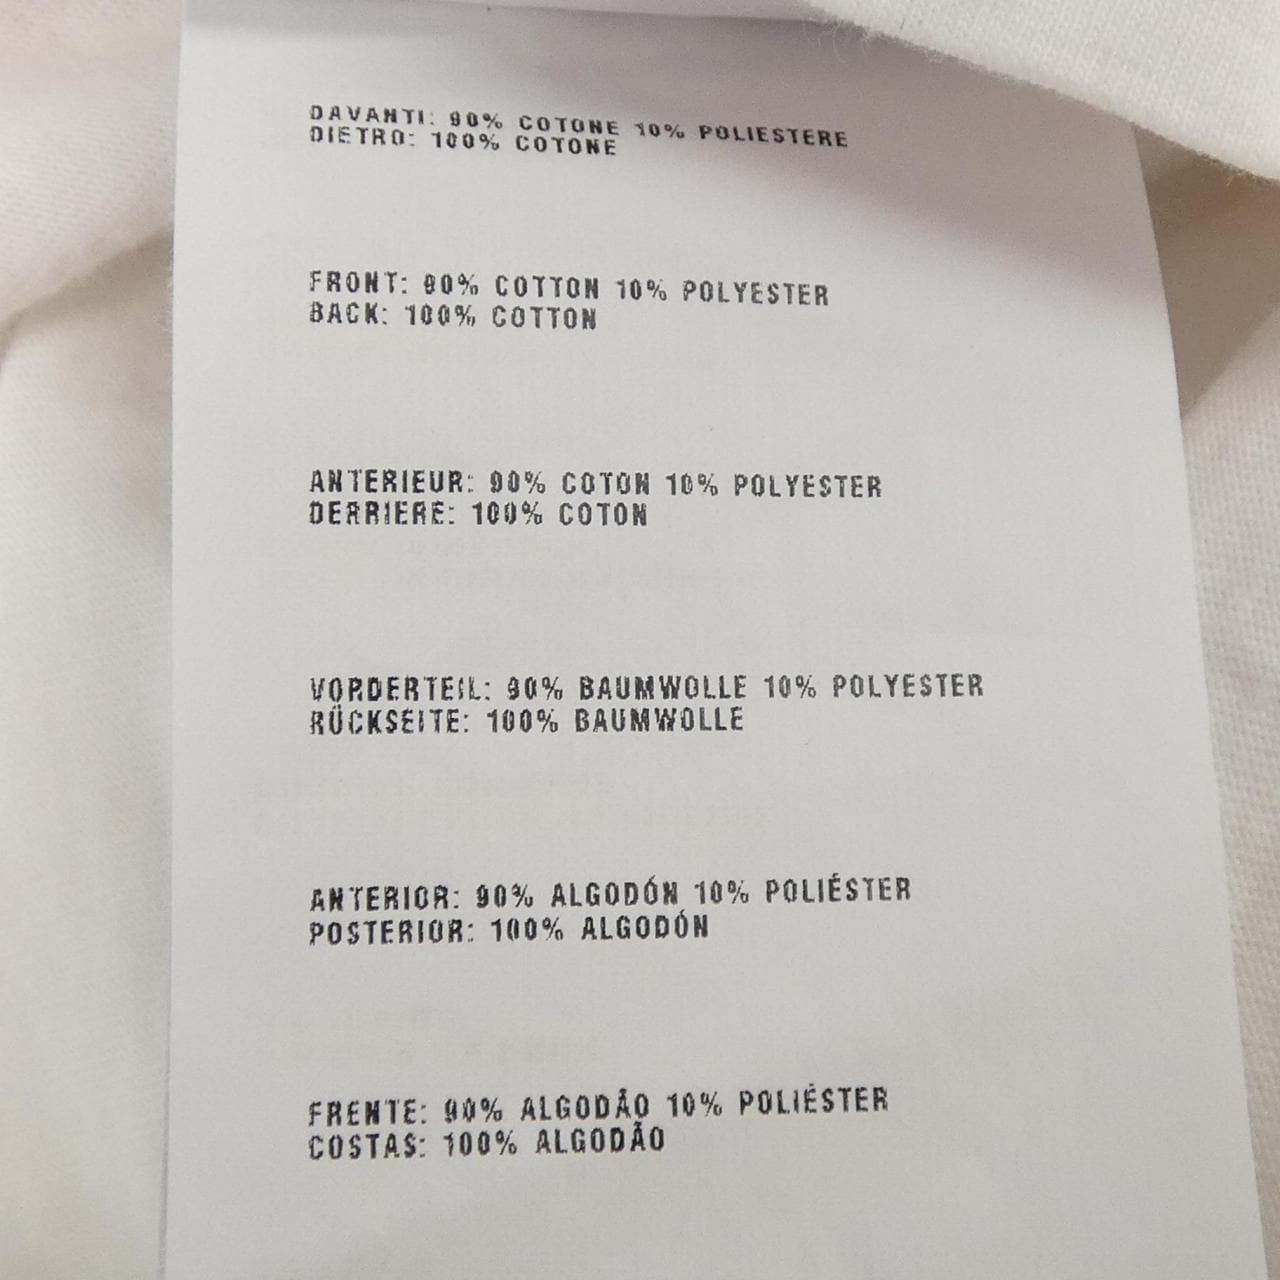 DAVANTI: 90% COTONE 10% POLIESTERE
DIETRO: 100% COTONE
FRONT: 90% COTTON 10% POLYESTER
BACK: 100% COTTON
ANTERIEUR: 90% COTON 10% POLYESTER
DERRIERE: 100% COTON
VORDERTEIL: 90% BAUMWOLLE 10% POLYESTER
RÜCKSEITE: 100% BAUMWOLLE
ANTERIOR: 90% ALGODÓN 10% POLIÉSTER
POSTERIOR: 100% ALGODÓN
FRENTE: 90% ALGODÃO 10% POLIÉSTER
COSTAS: 100% ALGODÃO